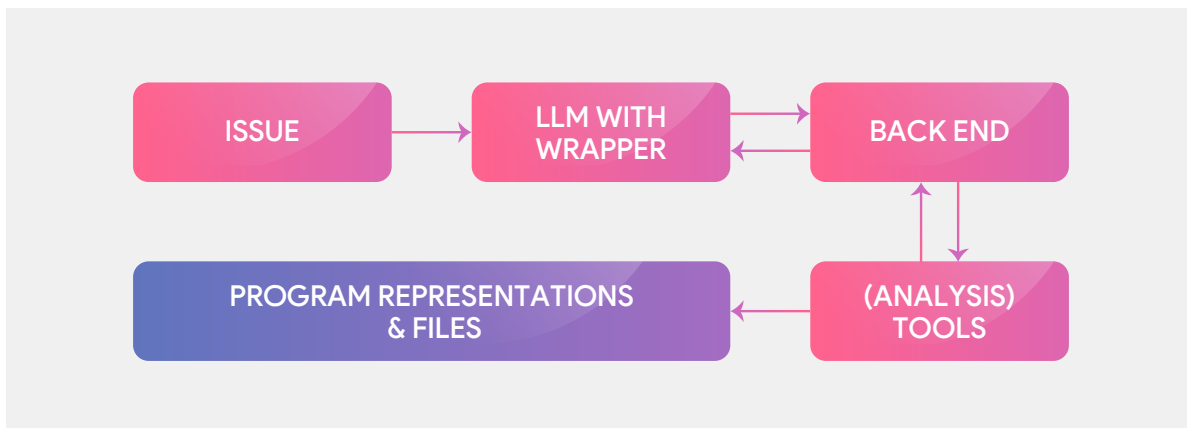 ISSUE
LLM WITH
WRAPPER
BACK END
PROGRAM REPRESENTATIONS
& FILES
(ANALYSIS)
TOOLS